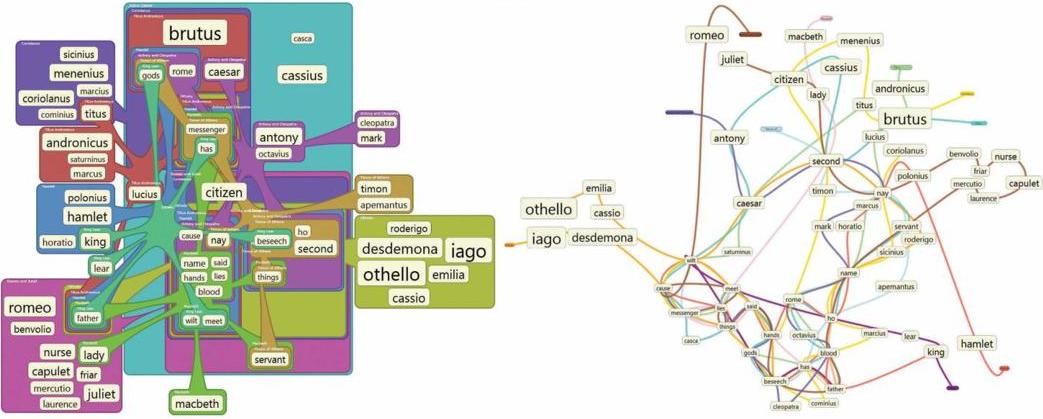 brutus
casca
cassius
gods
rome
caesar
sicinius
menenius
marcius
coriolanus
cominius
titus
andronicus
saturninus
marcus
messenger
has
antony
octavius
cleopatra
mark
polonius
hamlet
horatio
king
lear
lucius
citizen
timon
apemantus
cause
nay
beseech
ho
second
roderigo
desdemona
iago
othello
emilia
cassio
name
said
hands
lies
blood
things
romeo
benvolio
father
wilt
meet
nurse
lady
capulet
friar
mercutio
juliet
laurence
servant
macbeth
romeo
macbeth
menenius
juliet
cassius
citizen
lady
andronicus
titus
brutus
antony
lucius
coriolanus
second
benvolio
nurse
friar
polonius
mercutio
capulet
laurence
emilia
timon
nay
othello
cassio
caesar
marcus
mark
horatio
servant
iago
desdemona
roderigo
saturninus
sicinius
wilt
name
cause
meet
apemantus
rome
messenger
lies
said
ho
things
casca
hands
octavius
marcius
lear
king
hamlet
gods
blood
has
beseech
father
cleopatra
cominius